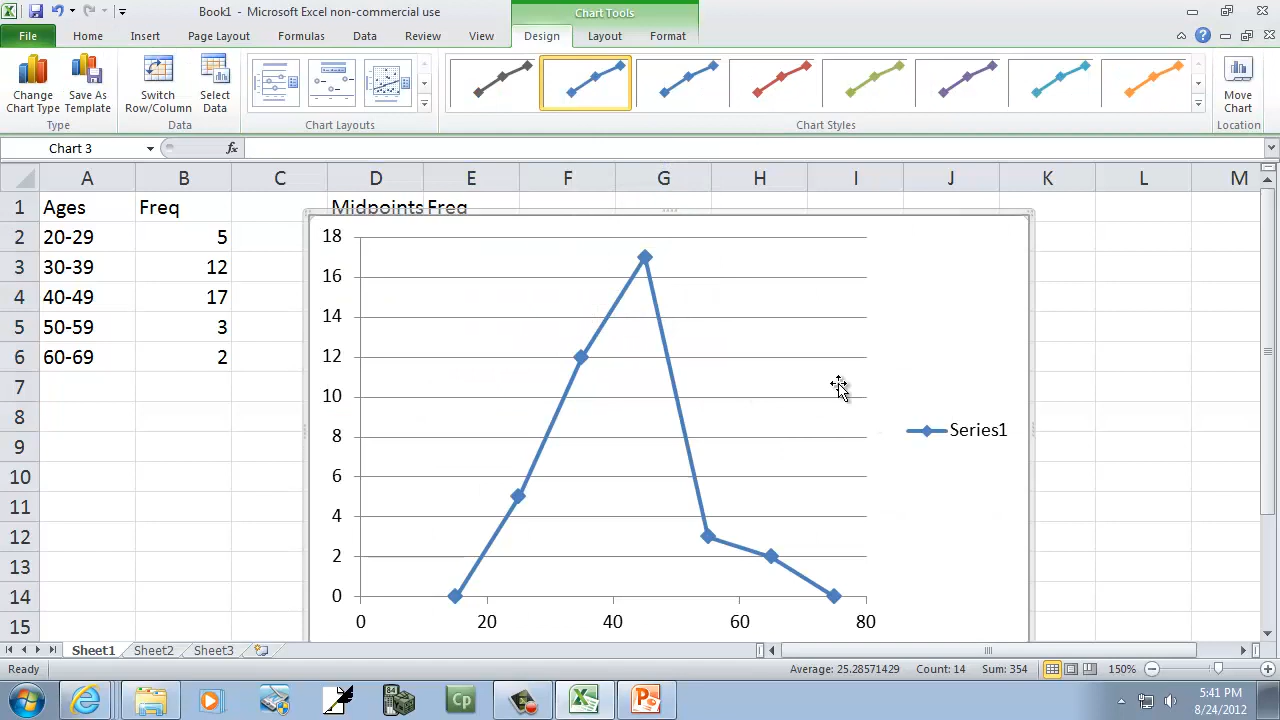 Book1 - Microsoft Excel non-commercial use
Chart Tools
File Home Insert Page Layout Formulas Data Review View Design Layout Format
Change Chart Type
Save As Template
Switch Row/Column
Select Data
Move Chart
Type Data Chart Layouts Chart Styles Location
Chart 3 fx
A B C D E F G H I J K L M
1 Ages Freq Midpoints Freq
2 20-29 5
3 30-39 12
4 40-49 17
5 50-59 3
6 60-69 2
7
8
9
10
11
12
13
14
15
18
16
14
12
10
8
6
4
2
0
0 20 40 60 80
Series1
Sheet1 Sheet2 Sheet3
Ready Average: 25.28571429 Count: 14 Sum: 354 150%
Cp
5:41 PM
8/24/2012